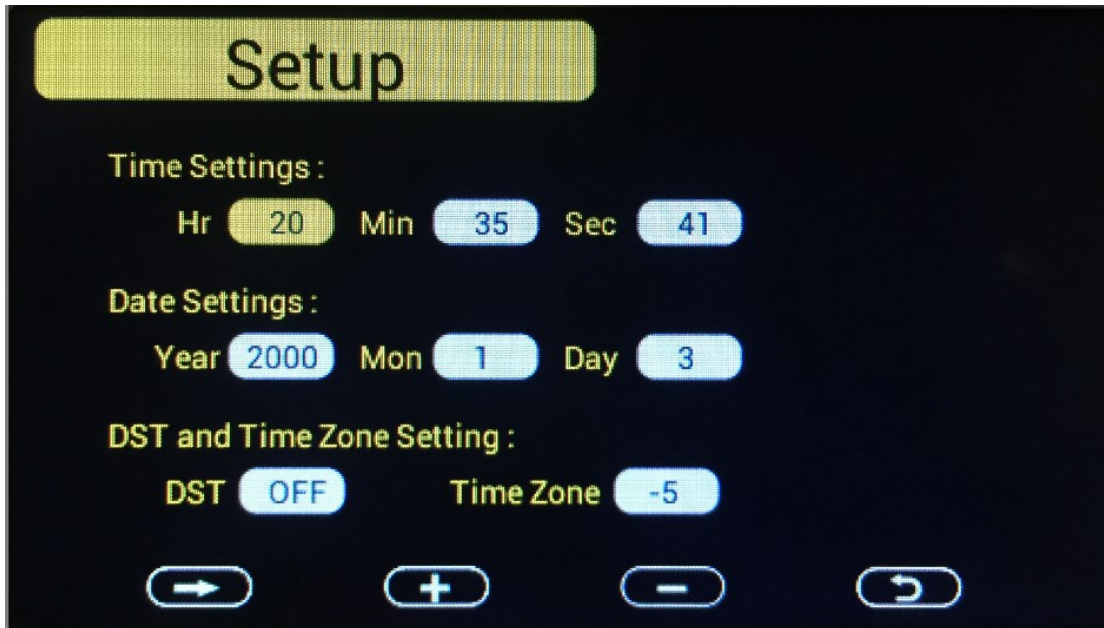 Setup
Time Settings :
Hr 20 Min 35 Sec 41
Date Settings :
Year 2000 Mon 1 Day 3
DST and Time Zone Setting :
DST OFF Time Zone -5